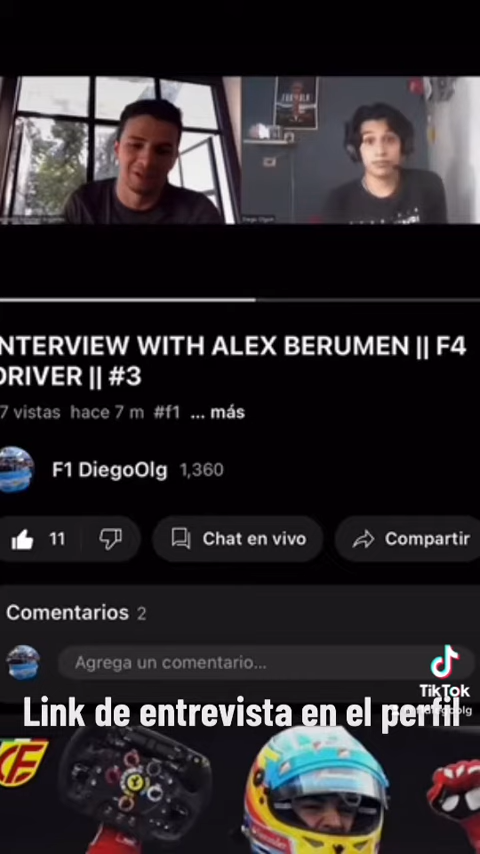 NTERVIEW WITH ALEX BERUMEN || F4
DRIVER || #3
7 vistas hace 7 m #f1 ... más
F1 DiegoOlg 1,360
11
Chat en vivo
Compartir
Comentarios 2
Agrega un comentario...
TikTok
Link de entrevista en el perfil